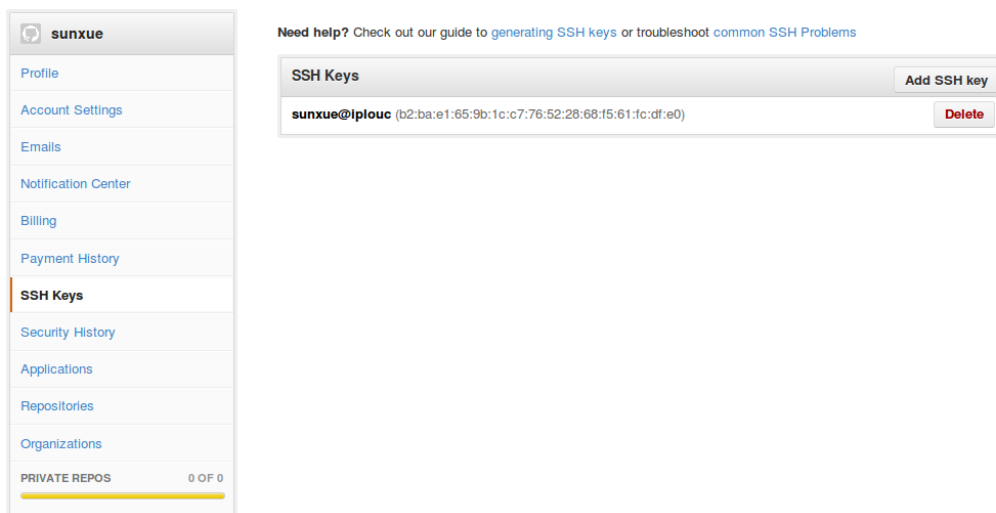 sunxue
Profile
Account Settings
Emails
Notification Center
Billing
Payment History
SSH Keys
Security History
Applications
Repositories
Organizations
PRIVATE REPOS 0 OF 0
Need help? Check out our guide to generating SSH keys or troubleshoot common SSH Problems
SSH Keys Add SSH key
sunxue@iplouc (b2:ba:e1:65:9b:1c:c7:76:52:28:68:f5:61:fc:df:e0) Delete